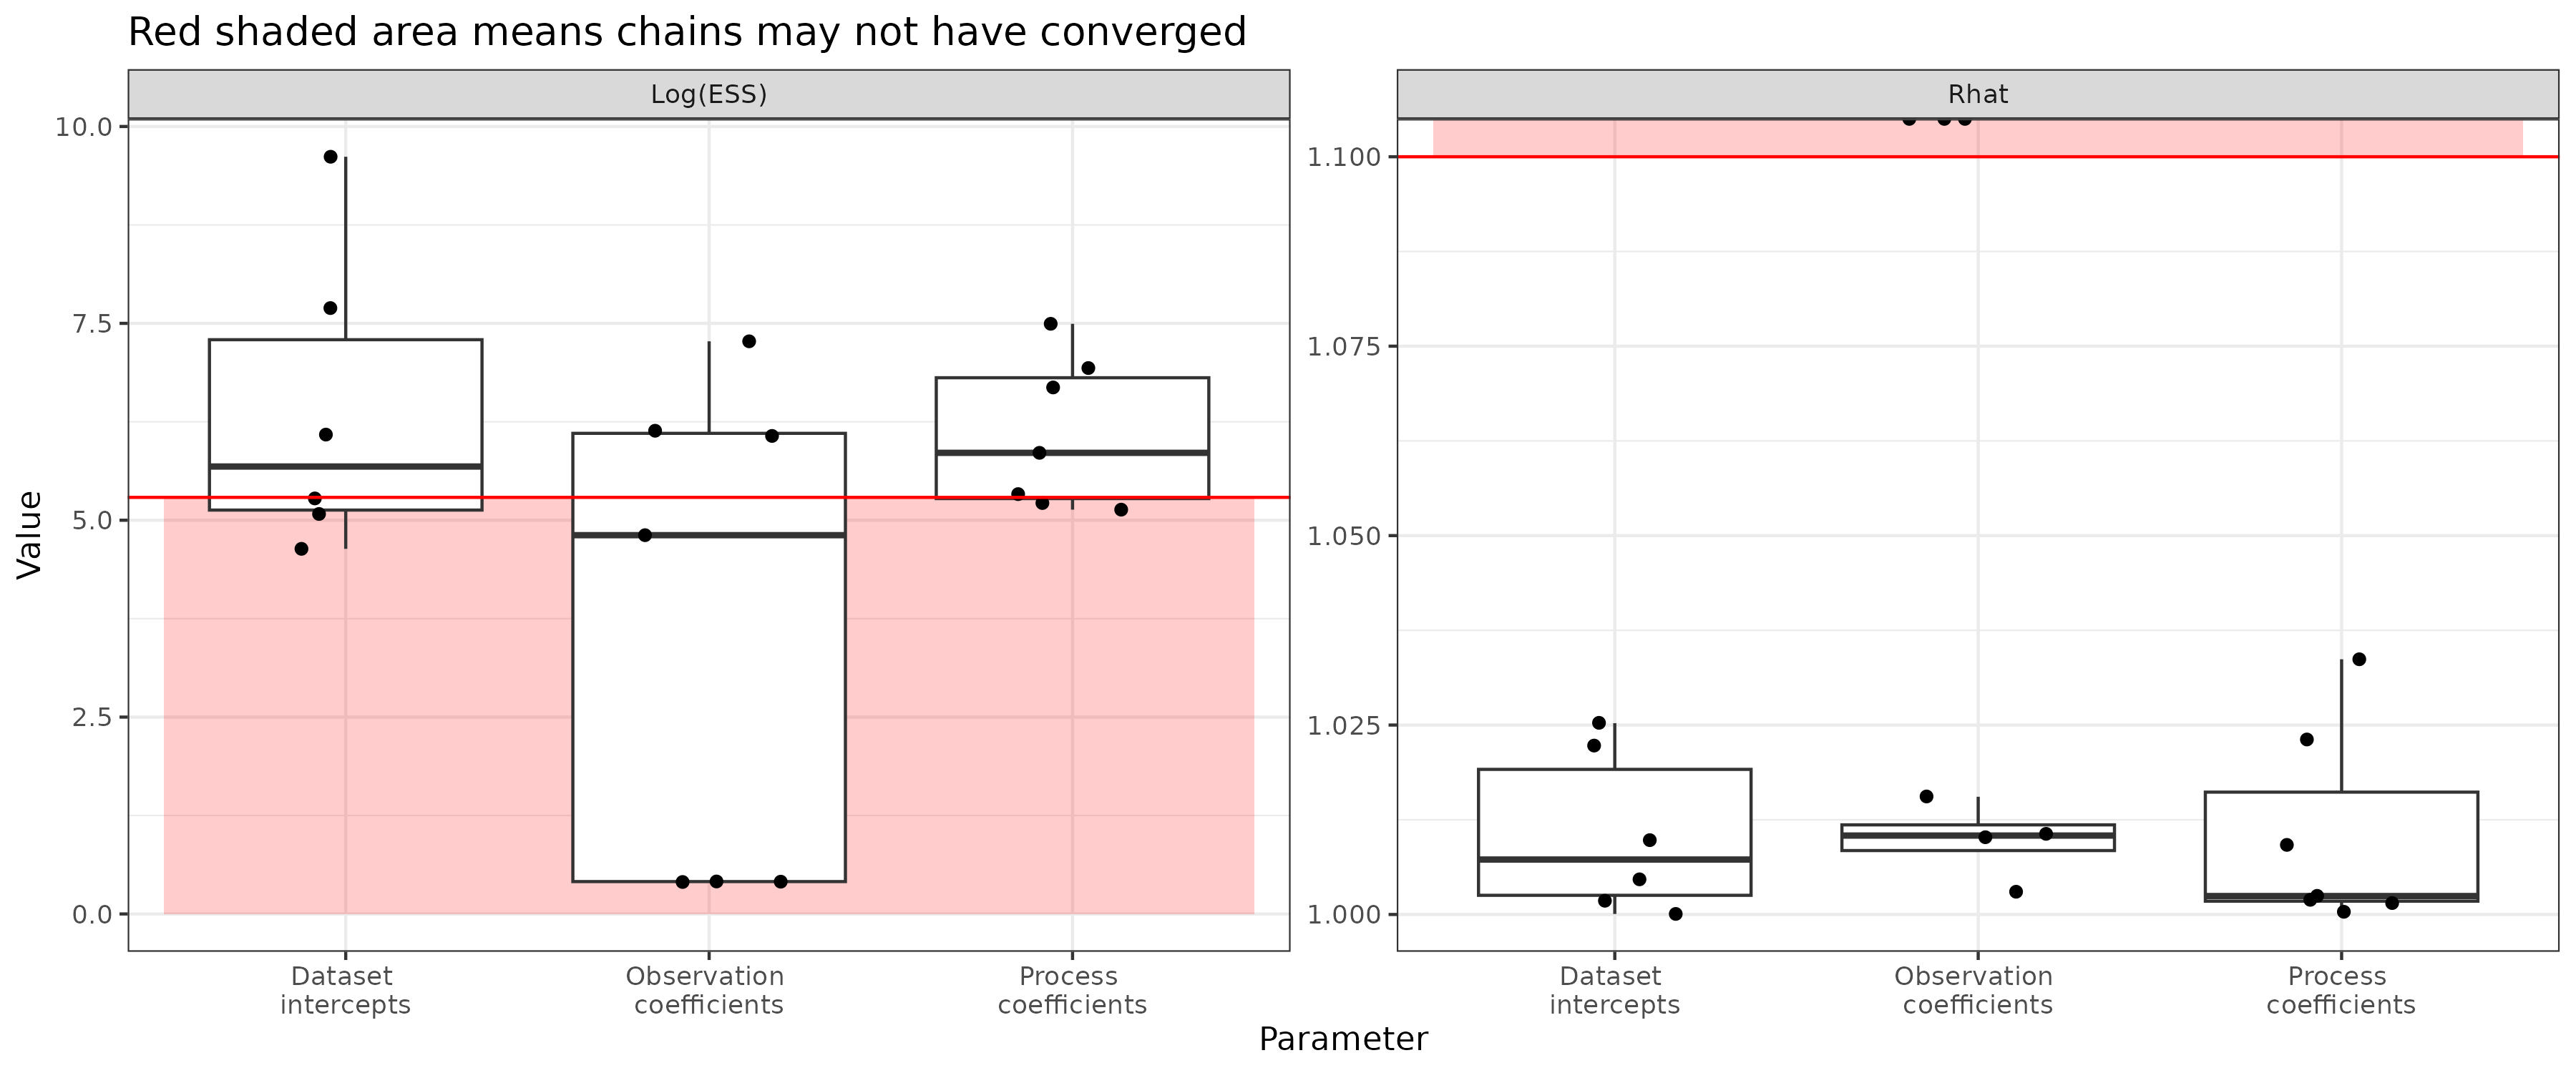 Red shaded area means chains may not have converged
Log(ESS)
Rhat
Value
10.0
7.5
5.0
2.5
0.0
1.100
1.075
1.050
1.025
1.000
Dataset
intercepts
Observation
coefficients
Process
coefficients
Dataset
intercepts
Observation
coefficients
Process
coefficients
Parameter